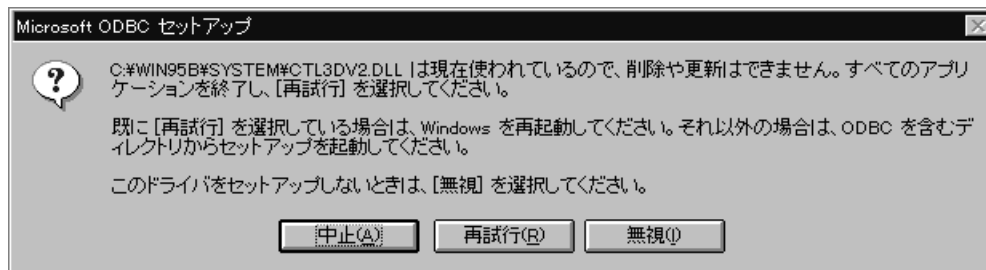 Microsoft ODBC セットアップ
C:¥WIN95B¥SYSTEM¥CTL3DV2.DLL は現在使われているので、削除や更新はできません。すべてのアプリ
ケーションを終了し、[再試行] を選択してください。
既に [再試行] を選択している場合は、Windows を再起動してください。それ以外の場合は、ODBC を含むデ
ィレクトリからセットアップを起動してください。
このドライバをセットアップしないときは、[無視] を選択してください。
中止(A) 再試行(R) 無視(I)